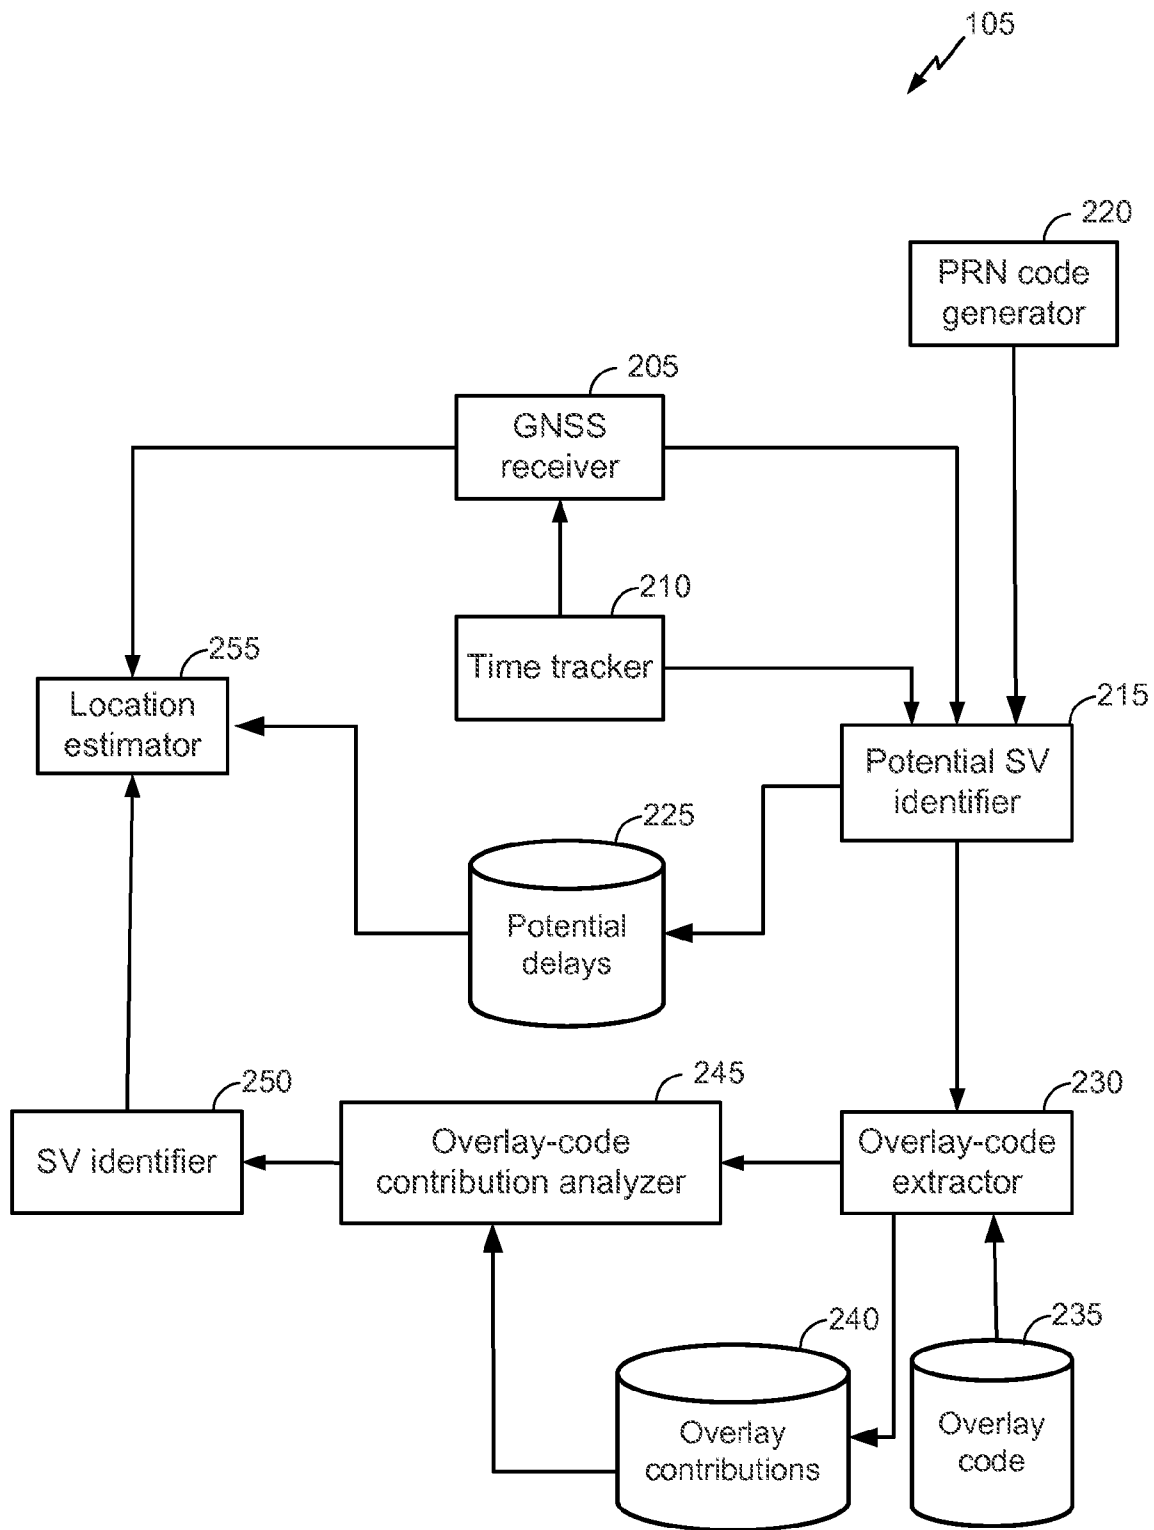 105
220
PRN code
generator
205
GNSS
receiver
210
Time tracker
255
Location
estimator
215
Potential SV
identifier
225
Potential
delays
250
SV identifier
245
Overlay-code
contribution analyzer
230
Overlay-code
extractor
240
Overlay
contributions
235
Overlay
code